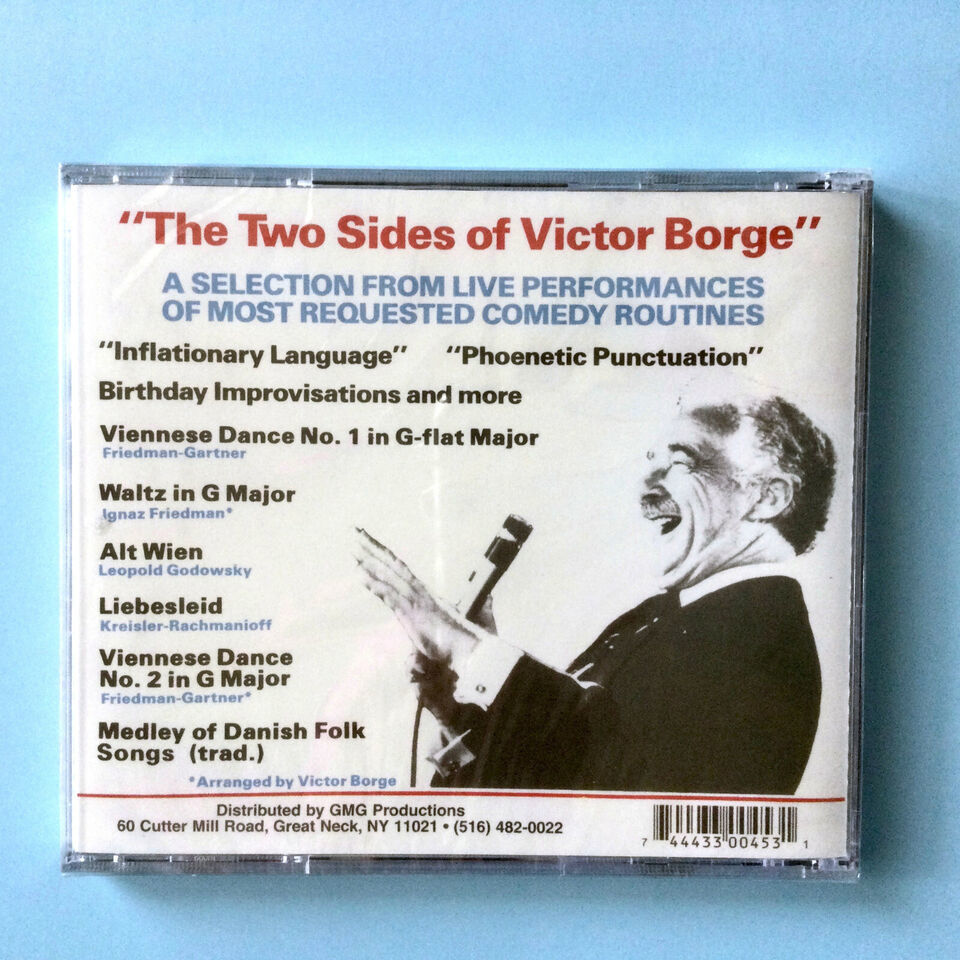 "The Two Sides of Victor Borge"
A SELECTION FROM LIVE PERFORMANCES
OF MOST REQUESTED COMEDY ROUTINES
"Inflationary Language" "Phoenetic Punctuation"
Birthday Improvisations and more
Viennese Dance No. 1 in G-flat Major
Friedman-Gartner
Waltz in G Major
Ignaz Friedman*
Alt Wien
Leopold Godowsky
Liebesleid
Kreisler-Rachmanioff
Viennese Dance
No. 2 in G Major
Friedman-Gartner*
Medley of Danish Folk
Songs (trad.)
*Arranged by Victor Borge
Distributed by GMG Productions
60 Cutter Mill Road, Great Neck, NY 11021 • (516) 482-0022
7 44433 00453 1